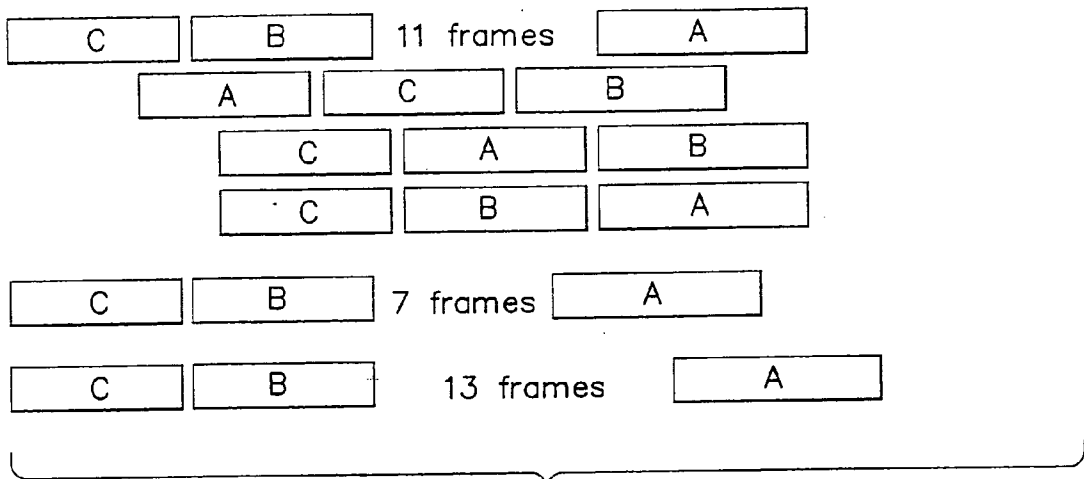 C B 11 frames A
A C B
C A B
C B A
C B 7 frames A
C B 13 frames A